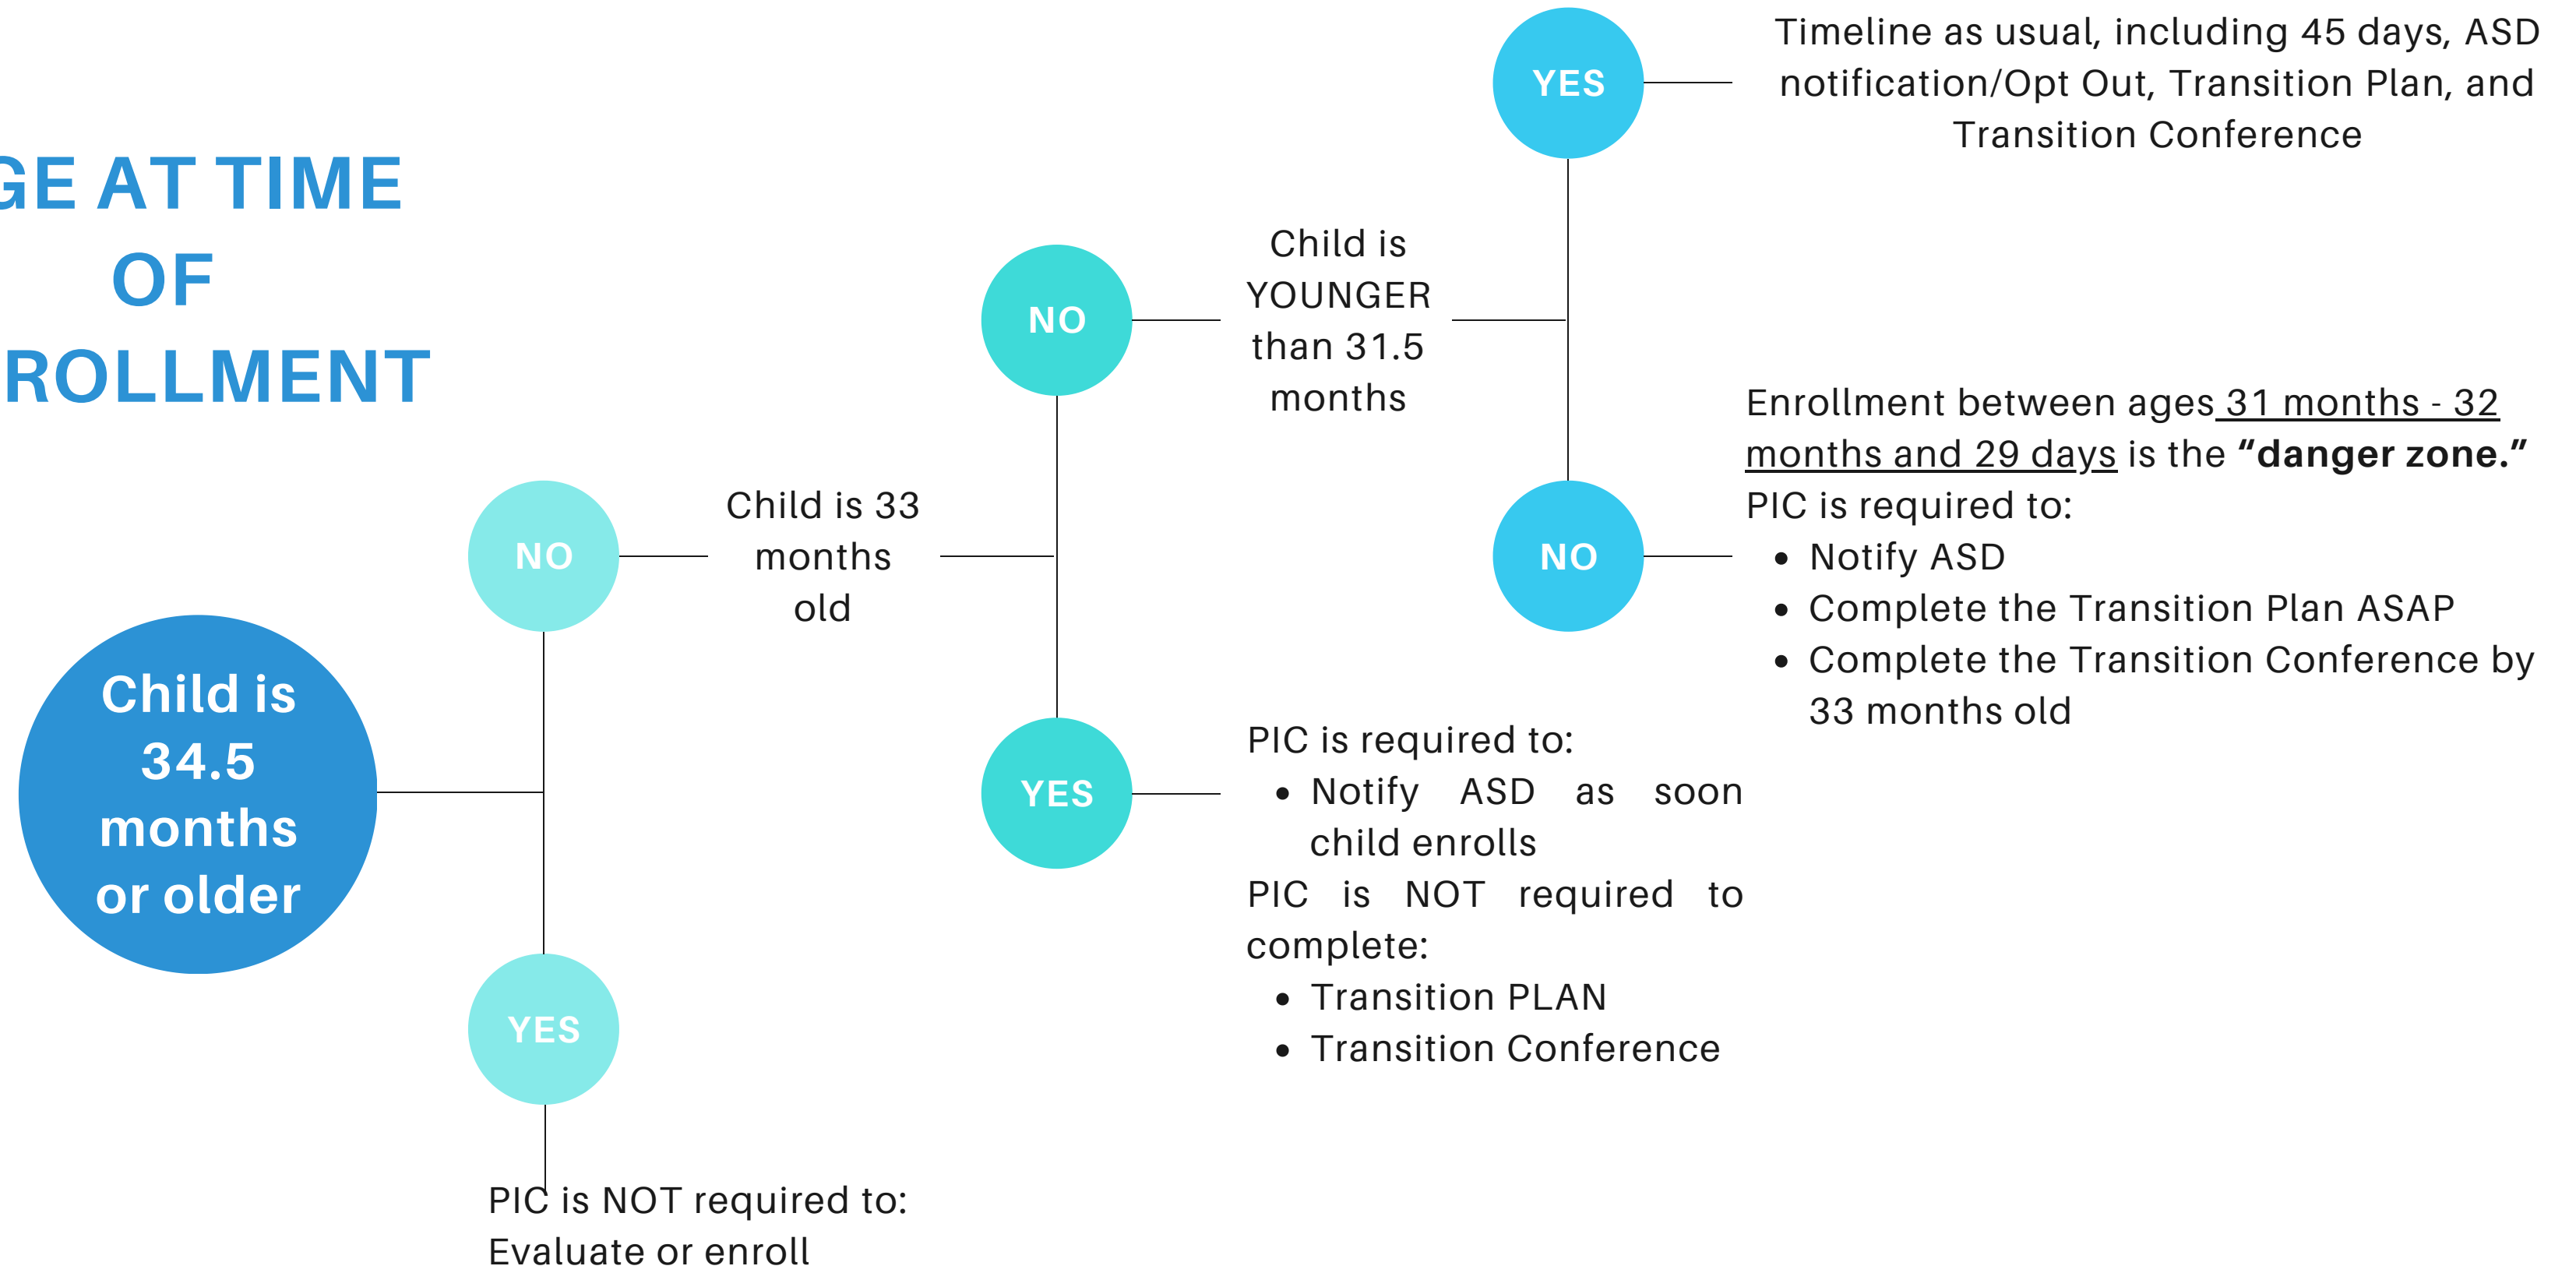 GE AT TIME
OF
ROLLMENT
Child is
34.5
months
or older
NO
YES
PIC is NOT required to:
Evaluate or enroll
Child is 33
months
old
NO
YES
PIC is required to:
• Notify ASD as soon
child enrolls
PIC is NOT required to
complete:
• Transition PLAN
• Transition Conference
Child is
YOUNGER
than 31.5
months
YES
Timeline as usual, including 45 days, ASD
notification/Opt Out, Transition Plan, and
Transition Conference
NO
Enrollment between ages 31 months - 32
months and 29 days is the “danger zone.”
PIC is required to:
• Notify ASD
• Complete the Transition Plan ASAP
• Complete the Transition Conference by
33 months old